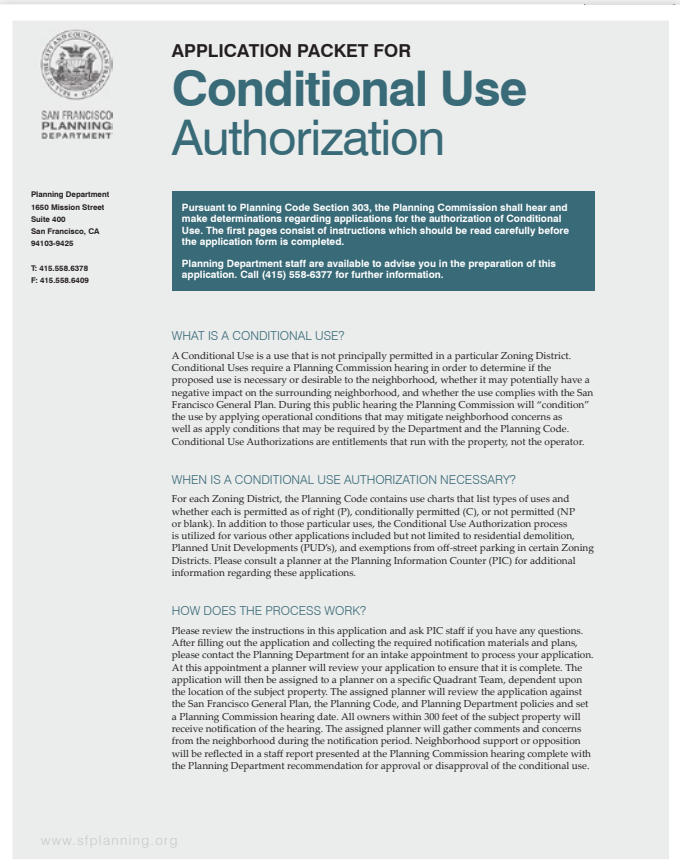 APPLICATION PACKET FOR
Conditional Use
Authorization
SAN FRANCISCO
PLANNING
DEPARTMENT
Planning Department
1650 Mission Street
Suite 400
San Francisco, CA
94103-9425
T: 415.558.6378
F: 415.558.6409
Pursuant to Planning Code Section 303, the Planning Commission shall hear and
make determinations regarding applications for the authorization of Conditional
Use. The first pages consist of instructions which should be read carefully before
the application form is completed.
Planning Department staff are available to advise you in the preparation of this
application. Call (415) 558-6377 for further information.
WHAT IS A CONDITIONAL USE?
A Conditional Use is a use that is not principally permitted in a particular Zoning District.
Conditional Uses require a Planning Commission hearing in order to determine if the
proposed use is necessary or desirable to the neighborhood, whether it may potentially have a
negative impact on the surrounding neighborhood, and whether the use complies with the San
Francisco General Plan. During this public hearing the Planning Commission will “condition”
the use by applying operational conditions that may mitigate neighborhood concerns as
well as apply conditions that may be required by the Department and the Planning Code.
Conditional Use Authorizations are entitlements that run with the property, not the operator.
WHEN IS A CONDITIONAL USE AUTHORIZATION NECESSARY?
For each Zoning District, the Planning Code contains use charts that list types of uses and
whether each is permitted as of right (P), conditionally permitted (C), or not permitted (NP
or blank). In addition to those particular uses, the Conditional Use Authorization process
is utilized for various other applications included but not limited to residential demolition,
Planned Unit Developments (PUD's), and exemptions from off-street parking in certain Zoning
Districts. Please consult a planner at the Planning Information Counter (PIC) for additional
information regarding these applications.
HOW DOES THE PROCESS WORK?
Please review the instructions in this application and ask PIC staff if you have any questions.
After filling out the application and collecting the required notification materials and plans,
please contact the Planning Department for an intake appointment to process your application.
At this appointment a planner will review your application to ensure that it is complete. The
application will then be assigned to a planner on a specific Quadrant Team, dependent upon
the location of the subject property. The assigned planner will review the application against
the San Francisco General Plan, the Planning Code, and Planning Department policies and set
a Planning Commission hearing date. All owners within 300 feet of the subject property will
receive notification of the hearing. The assigned planner will gather comments and concerns
from the neighborhood during the notification period. Neighborhood support or opposition
will be reflected in a staff report presented at the Planning Commission hearing complete with
the Planning Department recommendation for approval or disapproval of the conditional use.
www.sfplanning.org